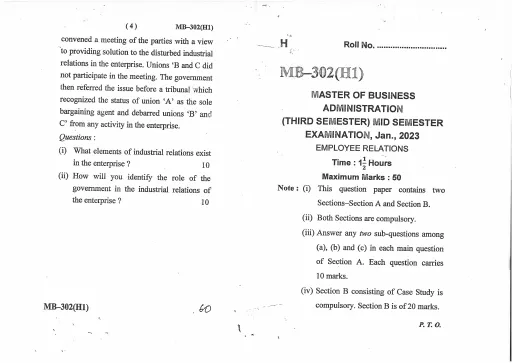 ( 4 ) MB-302(H1)
convened a meeting of the parties with a view
to providing solution to the disturbed industrial
relations in the enterprise. Unions 'B and C did
not participate in the meeting. The government
then referred the issue before a tribunal which
recognized the status of union 'A' as the sole
bargaining agent and debarred unions 'B' and
C' from any activity in the enterprise.
Questions :
(i) What elements of industrial relations exist
in the enterprise ? 10
(ii) How will you identify the role of the
government in the industrial relations of
the enterprise ? 10
MB-302(H1)
60
H Roll No. ..............................
MB-302(H1)
MASTER OF BUSINESS
ADMINISTRATION
(THIRD SEMESTER) MID SEMESTER
EXAMINATION, Jan., 2023
EMPLOYEE RELATIONS
Time : 1½ Hours
Maximum Marks : 50
Note : (i) This question paper contains two
Sections–Section A and Section B.
(ii) Both Sections are compulsory.
(iii) Answer any two sub-questions among
(a), (b) and (c) in each main question
of Section A. Each question carries
10 marks.
(iv) Section B consisting of Case Study is
compulsory. Section B is of 20 marks.
P. T. O.